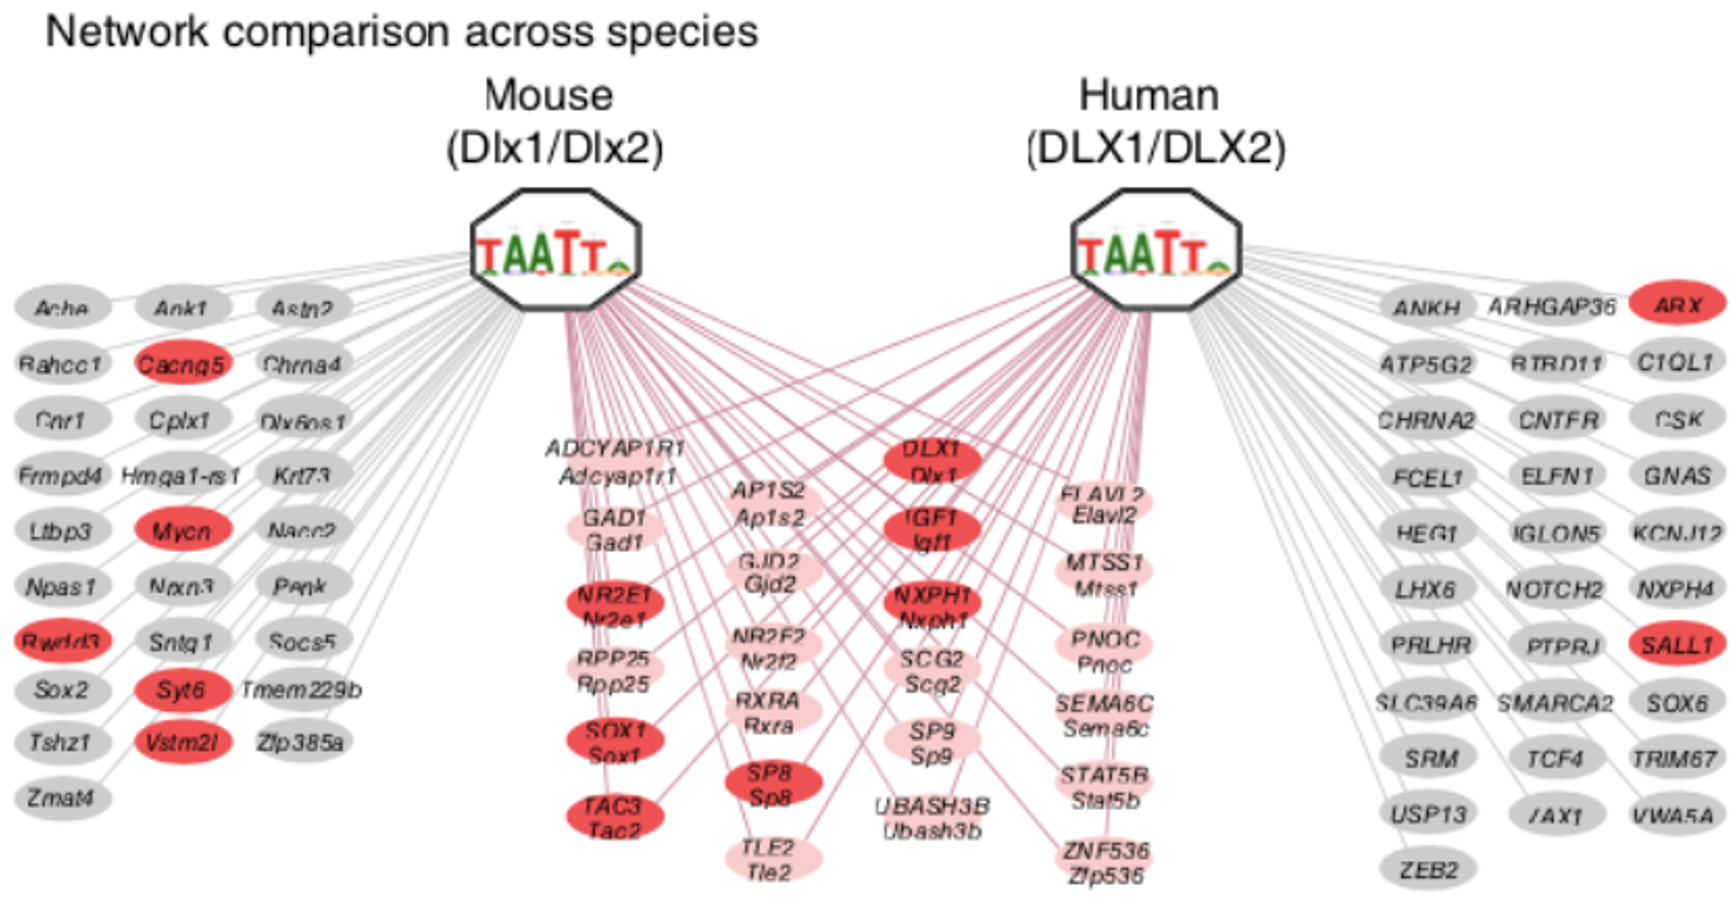 Network comparison across species
Mouse
(Dlx1/Dlx2)
Human
(DLX1/DLX2)
TAATT
TAATT
Ache Ank1 Astn2
Rahcc1 Cacng5 Chrna4
Cnr1 Cplx1 Dlx6os1
Frmpd4 Hmga1-rs1 Krt73
Ltbp3 Mycn Nacc2
Npas1 Nrxn3 Penk
Rwdd3 Sntg1 Socs5
Sox2 Syt6 Tmem229b
Tshz1 Vstm2l Zfp385a
Zmat4
ADCYAP1R1
Adcyap1r1
GAD1
Gad1
NR2E1
Nr2e1
RPP25
Rpp25
SOX1
Sox1
TAC3
Tac2
AP1S2
Ap1s2
GJD2
Gjd2
NR2F2
Nr2f2
RXRA
Rxra
SP8
Sp8
TLE2
Tle2
DLX1
Dlx1
IGF1
Igf1
NXPH1
Nxph1
SCG2
Scg2
SP9
Sp9
UBASH3B
Ubash3b
ELAVL2
Elavl2
MTSS1
Mtss1
PNOC
Pnoc
SEMA6C
Sema6c
STAT5B
Stat5b
ZNF536
Zfp536
ANKH ARHGAP36 ARX
ATP5G2 BTBD11 C1QL1
CHRNA2 CNTFR CSK
FCEL1 ELFN1 GNAS
HEG1 IGLON5 KCNJ12
LHX6 NOTCH2 NXPH4
PRLHR PTPRJ SALL1
SLC39A6 SMARCA2 SOX6
SRM TCF4 TRIM67
USP13 VAX1 VWA5A
ZEB2